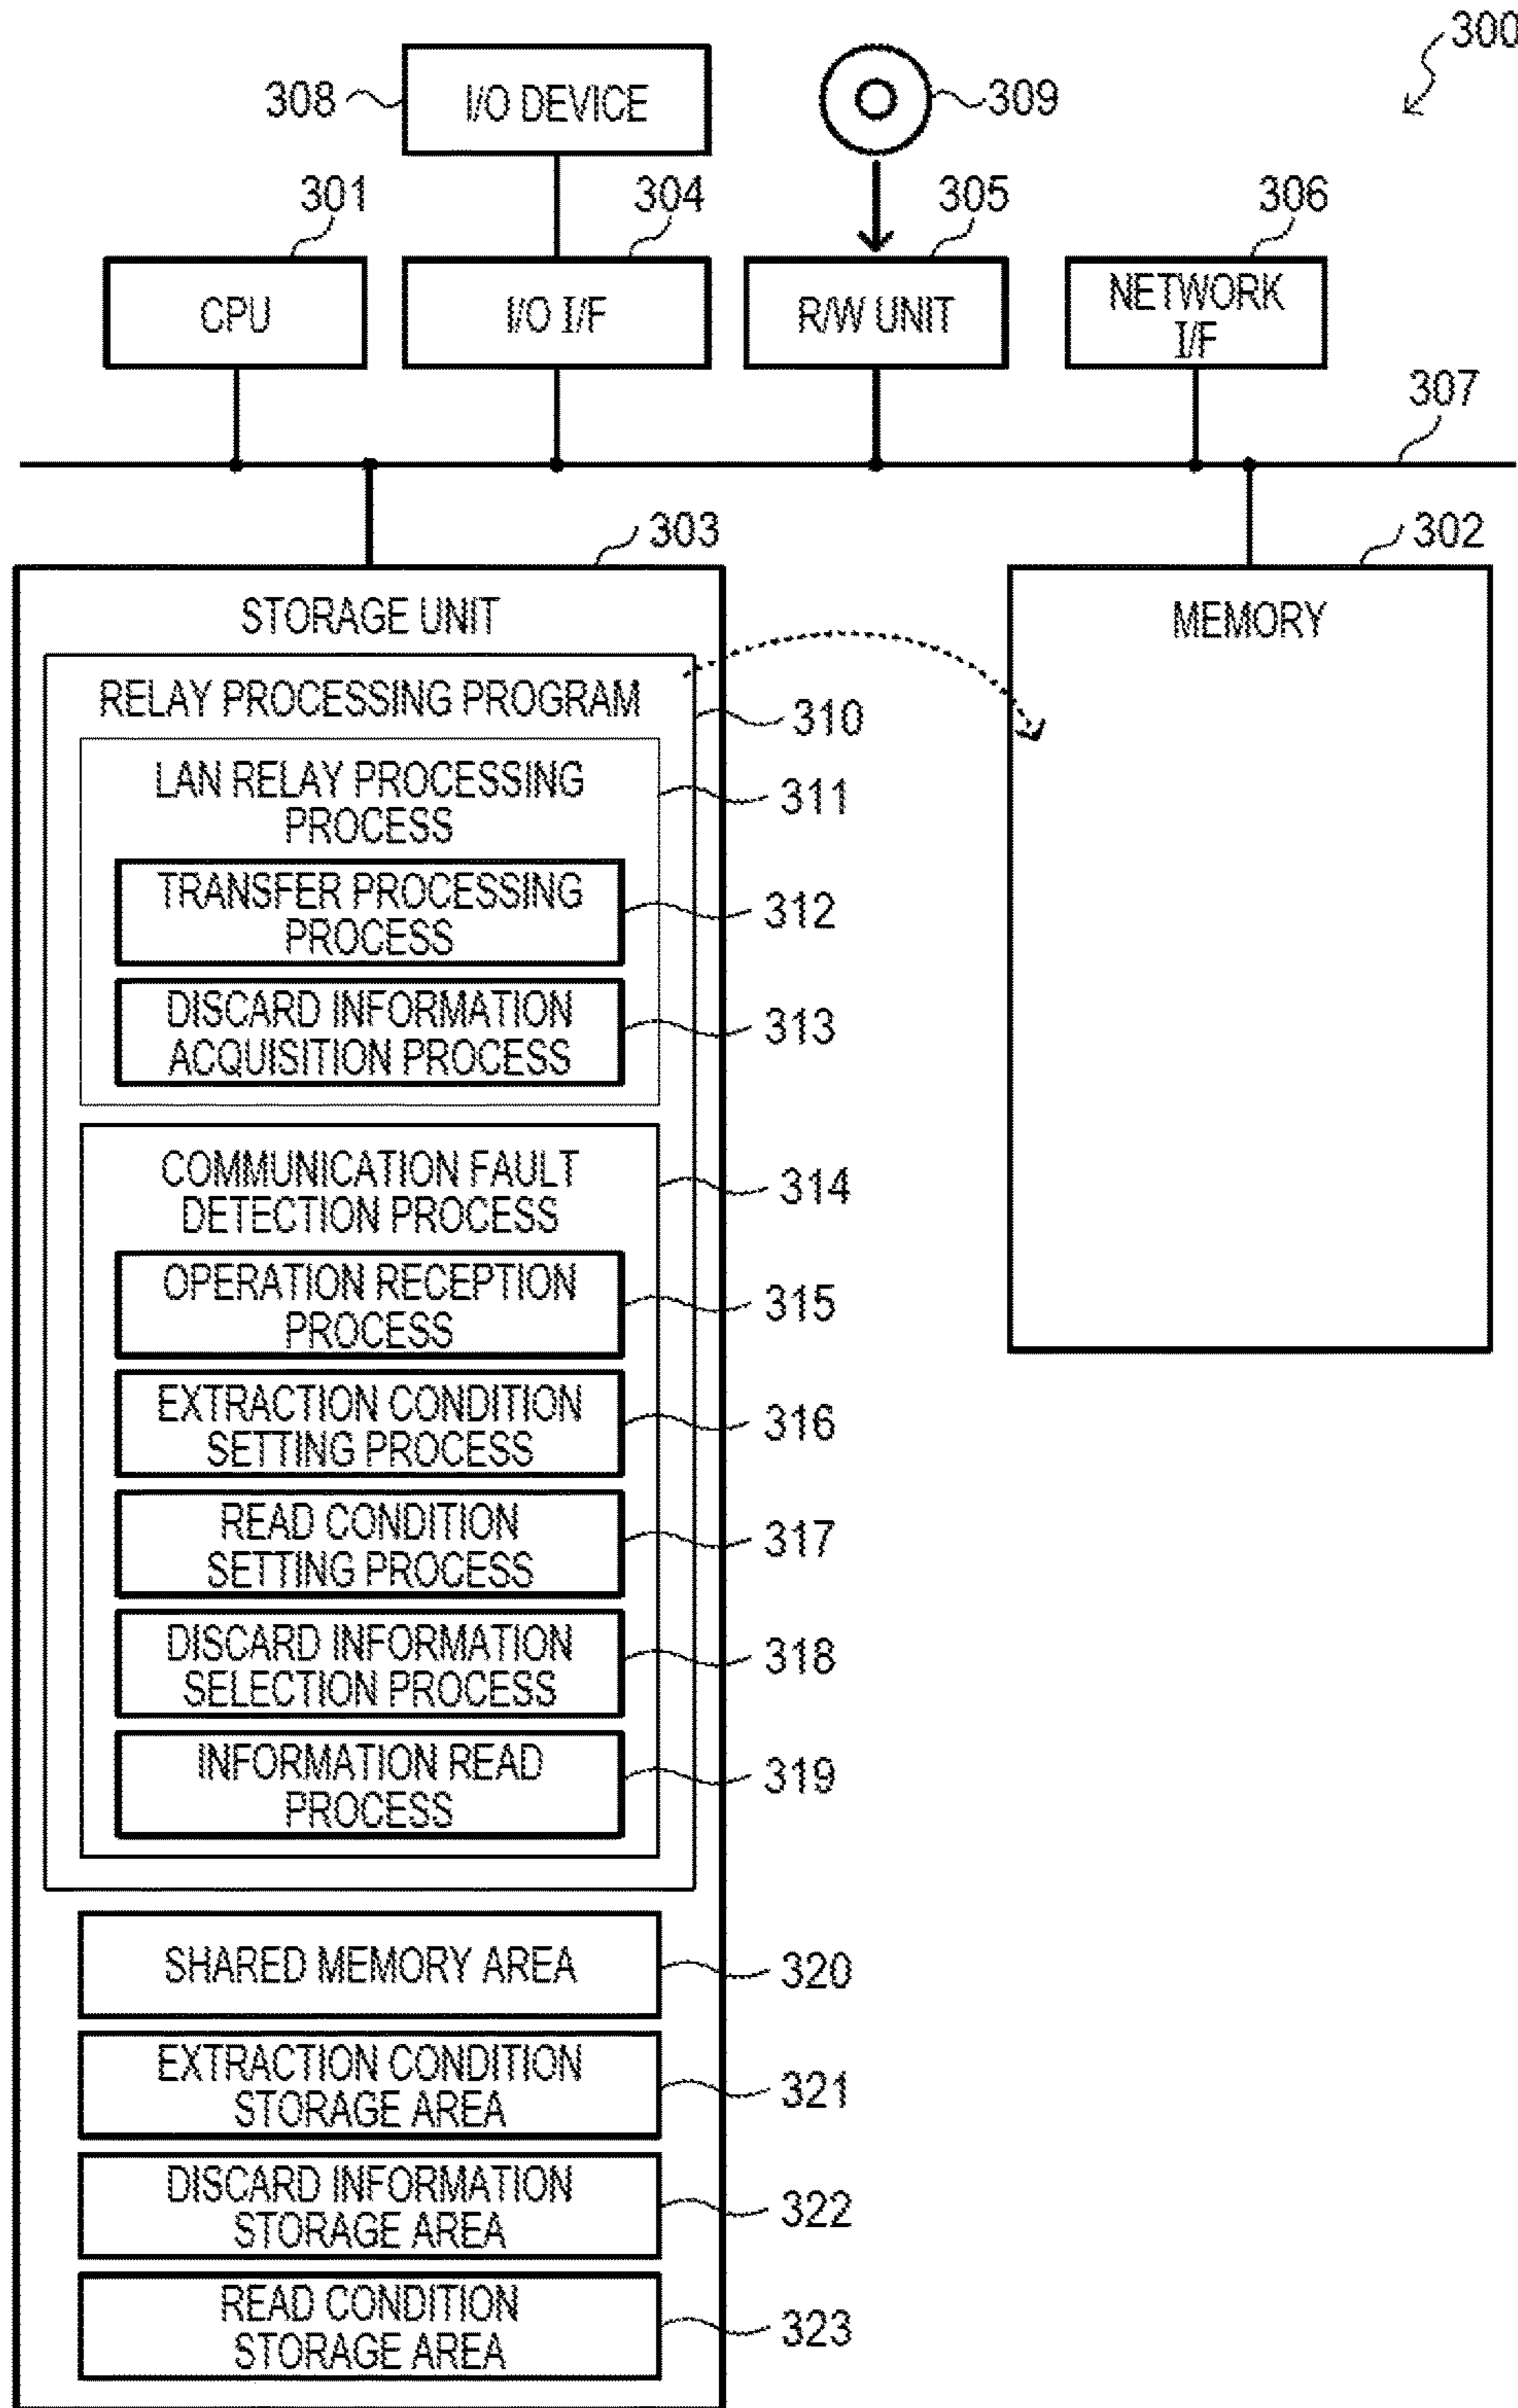 300
308
I/O DEVICE
309
301
304
305
306
CPU
I/O I/F
R/W UNIT
NETWORK
I/F
307
303
302
STORAGE UNIT
MEMORY
RELAY PROCESSING PROGRAM
310
LAN RELAY PROCESSING
PROCESS
311
TRANSFER PROCESSING
PROCESS
312
DISCARD INFORMATION
ACQUISITION PROCESS
313
COMMUNICATION FAULT
DETECTION PROCESS
314
OPERATION RECEPTION
PROCESS
315
EXTRACTION CONDITION
SETTING PROCESS
316
READ CONDITION
SETTING PROCESS
317
DISCARD INFORMATION
SELECTION PROCESS
318
INFORMATION READ
PROCESS
319
SHARED MEMORY AREA
320
EXTRACTION CONDITION
STORAGE AREA
321
DISCARD INFORMATION
STORAGE AREA
322
READ CONDITION
STORAGE AREA
323